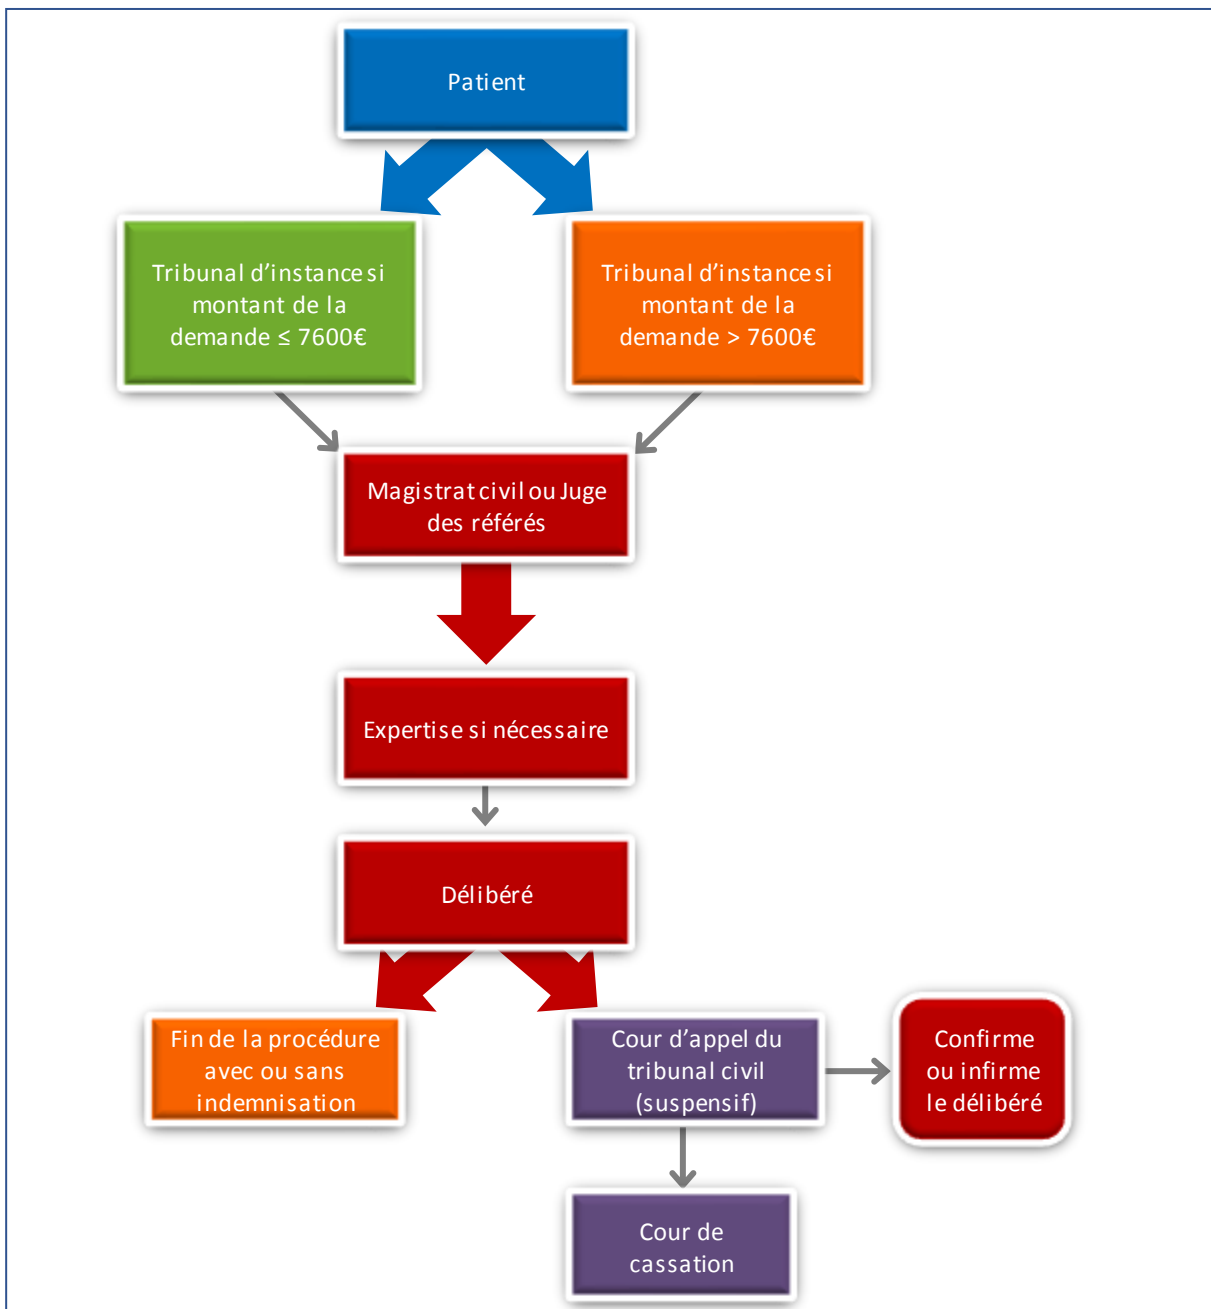 Patient
Tribunal d’instance si
montant de la
demande ≤ 7600€
Tribunal d’instance si
montant de la
demande > 7600€
Magistrat civil ou Juge
des référés
Expertise si nécessaire
Délibéré
Fin de la procédure
avec ou sans
indemnisation
Cour d’appel du
tribunal civil
(suspensif)
Confirme
ou infirme
le délibéré
Cour de
cassation